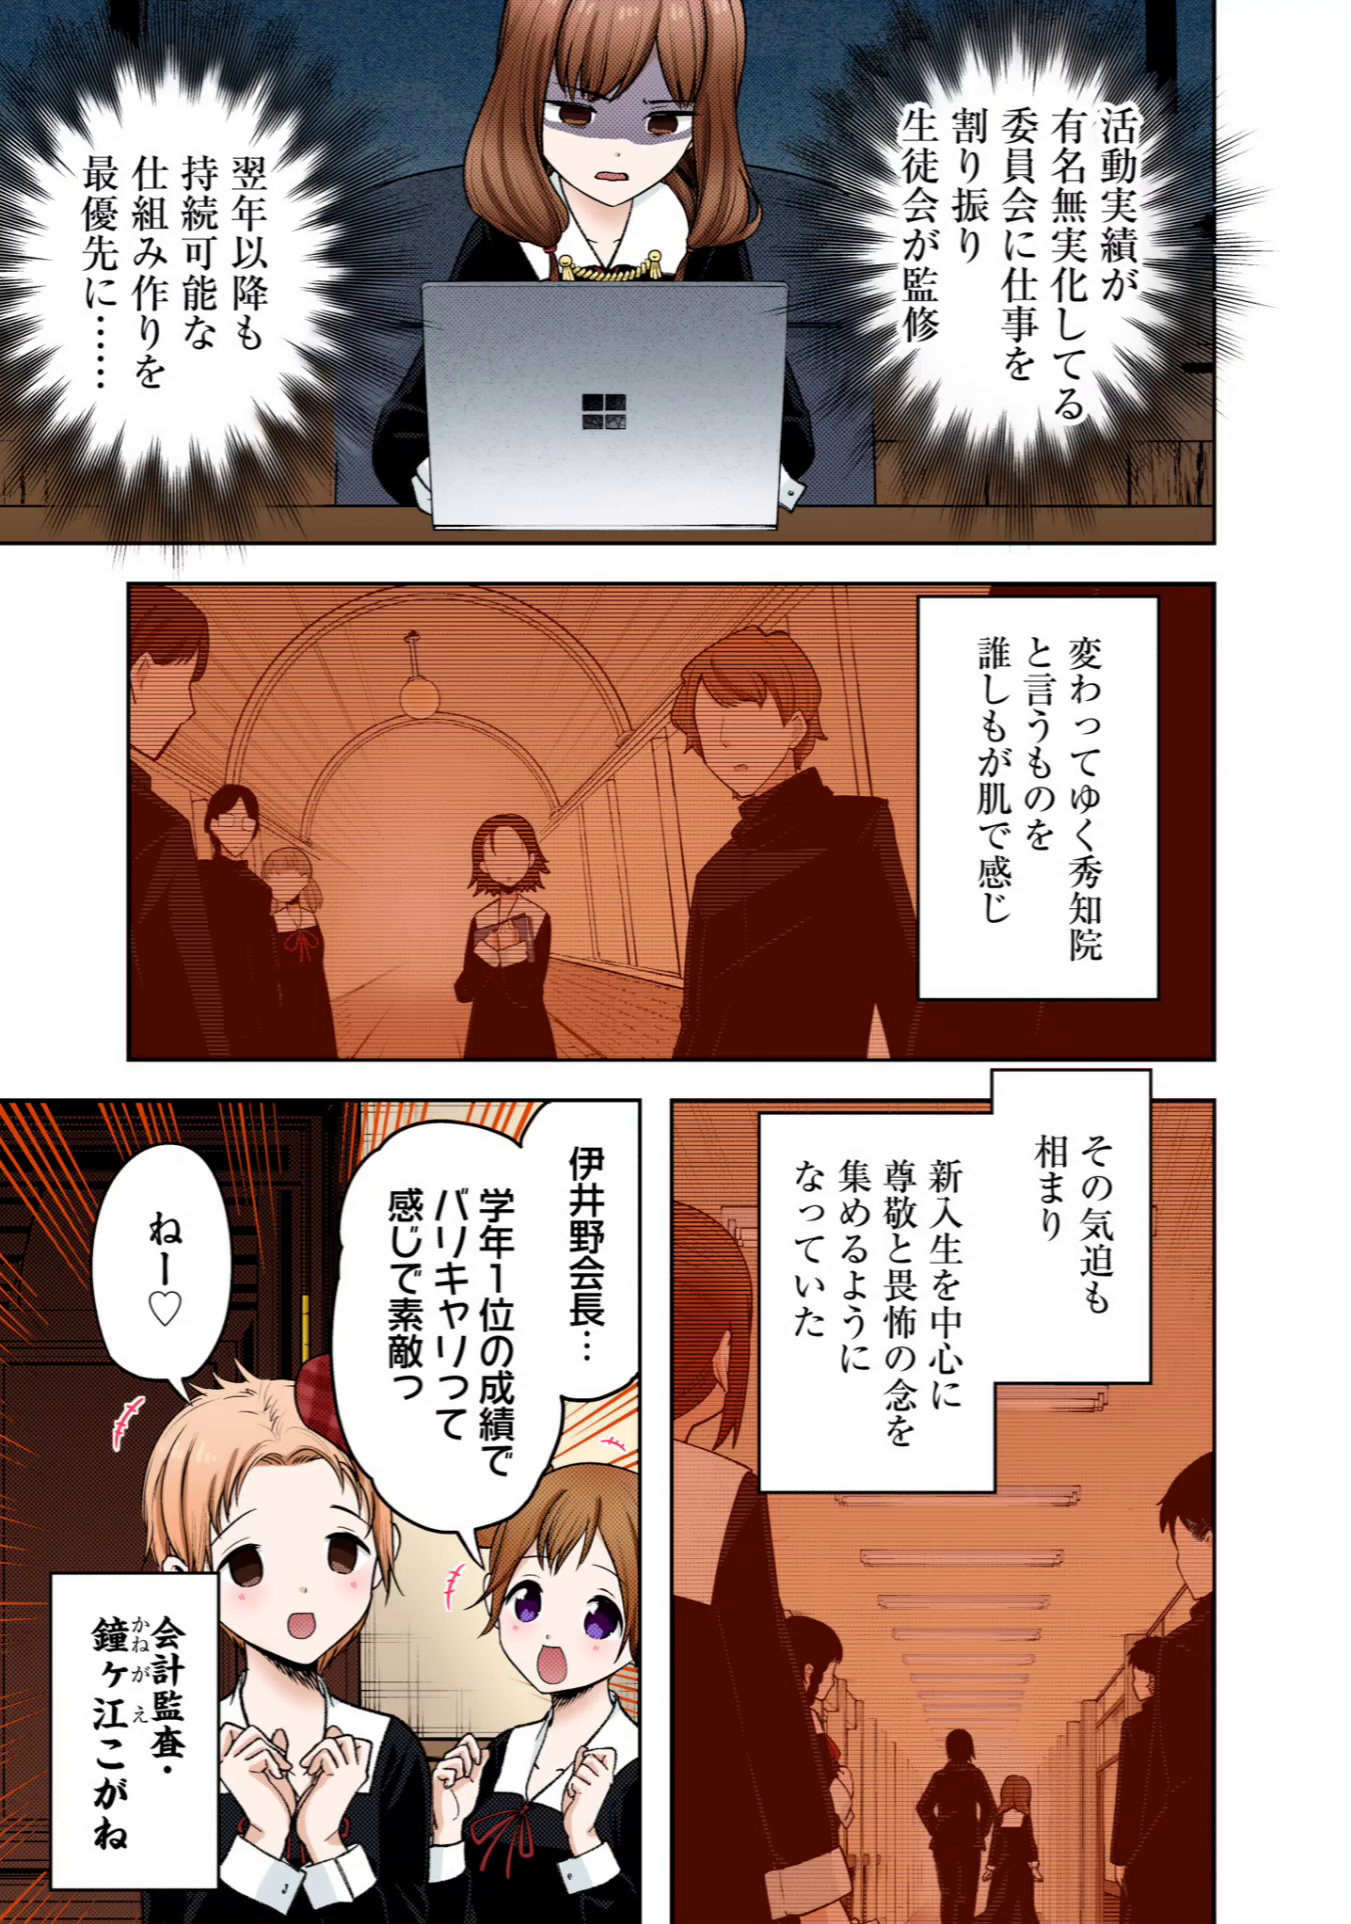 活動実績が
有名無実化してる
委員会に仕事を
割り振り
生徒会が監修
翌年以降も
持続可能な
仕組み作りを
最優先に……
変わってゆく秀知院
と言うものを
誰しもが肌で感じ
その気迫も
相まり
新入生を中心に
尊敬と畏怖の念を
集めるように
なっていた
伊井野会長…
学年1位の成績で
バリキャリって
感じで素敵っ
ねー♡
会計監査・
鐘ヶ江こがね
かねがえ